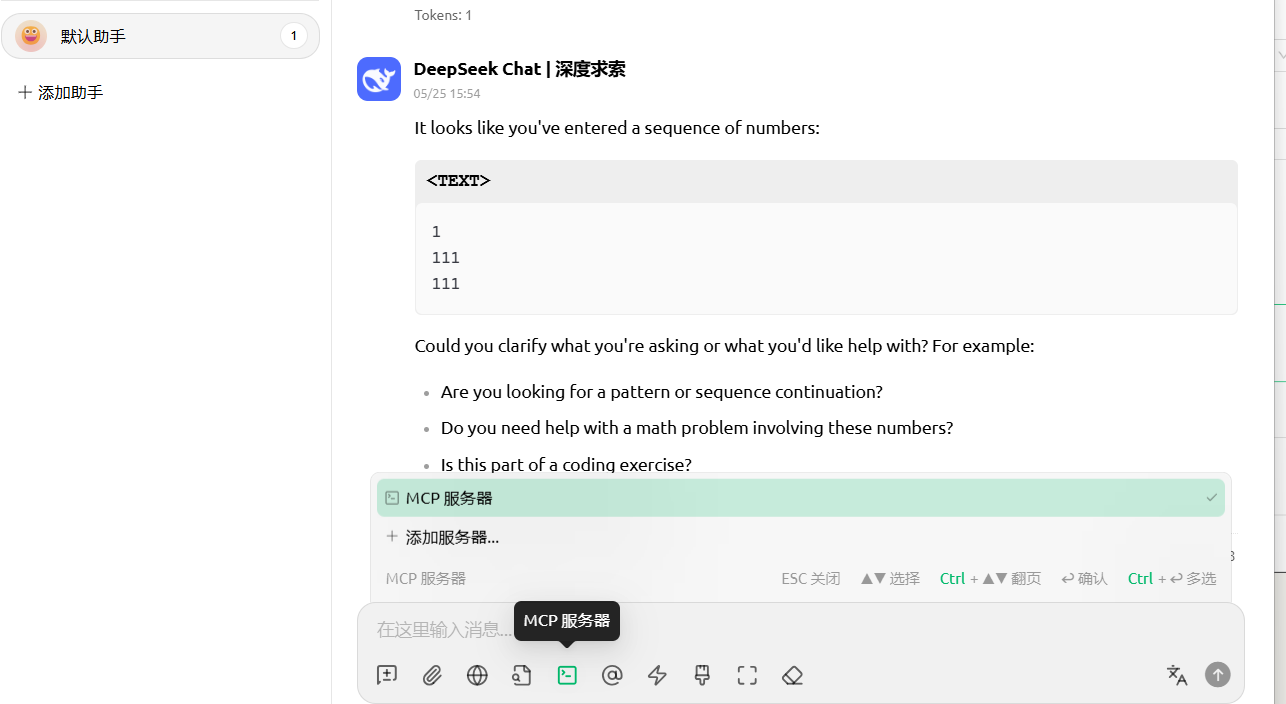 默认助手
1
添加助手
Tokens: 1
DeepSeek Chat | 深度求索
05/25 15:54
It looks like you've entered a sequence of numbers:
<TEXT>
1
111
111
Could you clarify what you're asking or what you'd like help with? For example:
Are you looking for a pattern or sequence continuation?
Do you need help with a math problem involving these numbers?
Is this part of a coding exercise?
MCP 服务器
添加服务器...
MCP 服务器
ESC 关闭 ▲▼ 选择 Ctrl + ▲▼ 翻页 ↩ 确认 Ctrl + ↩ 多选
在这里输入消息...
MCP 服务器